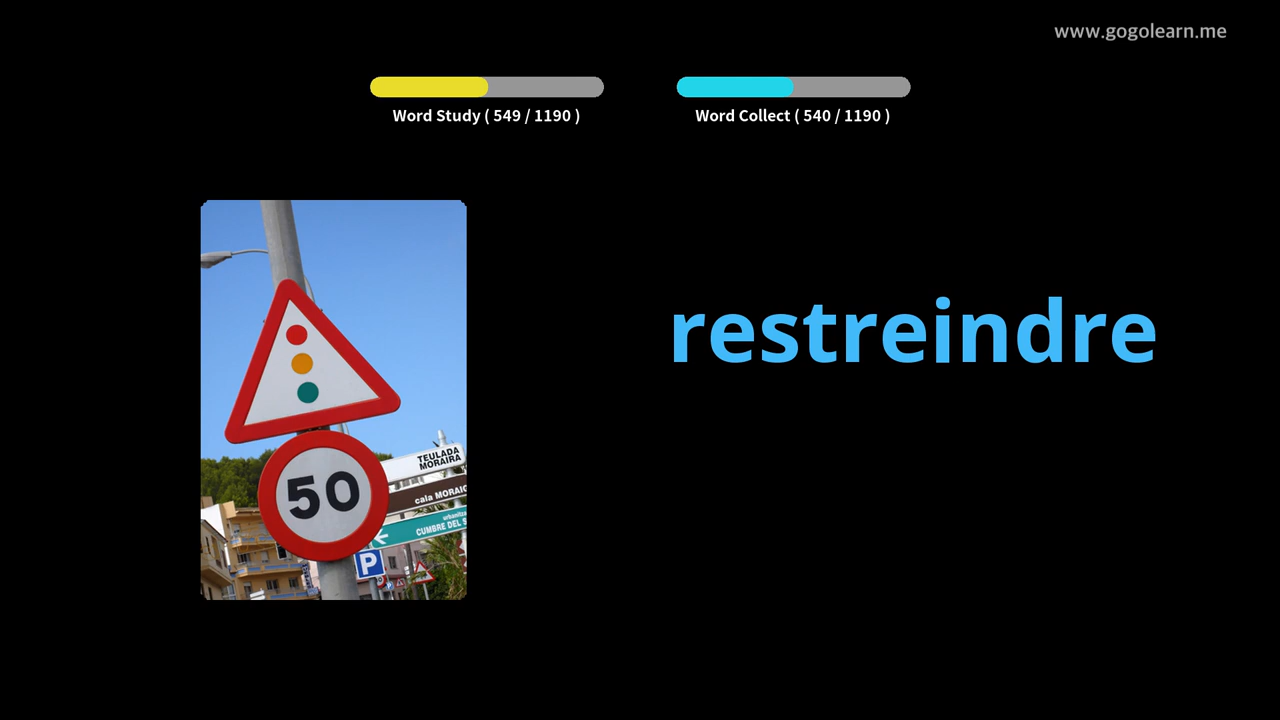 www.gogolearn.me
Word Study ( 549 / 1190 )
Word Collect ( 540 / 1190 )
restreindre
TEULADA
MORAIRA
50
cala MORAIG
CUMBRE DEL S
P